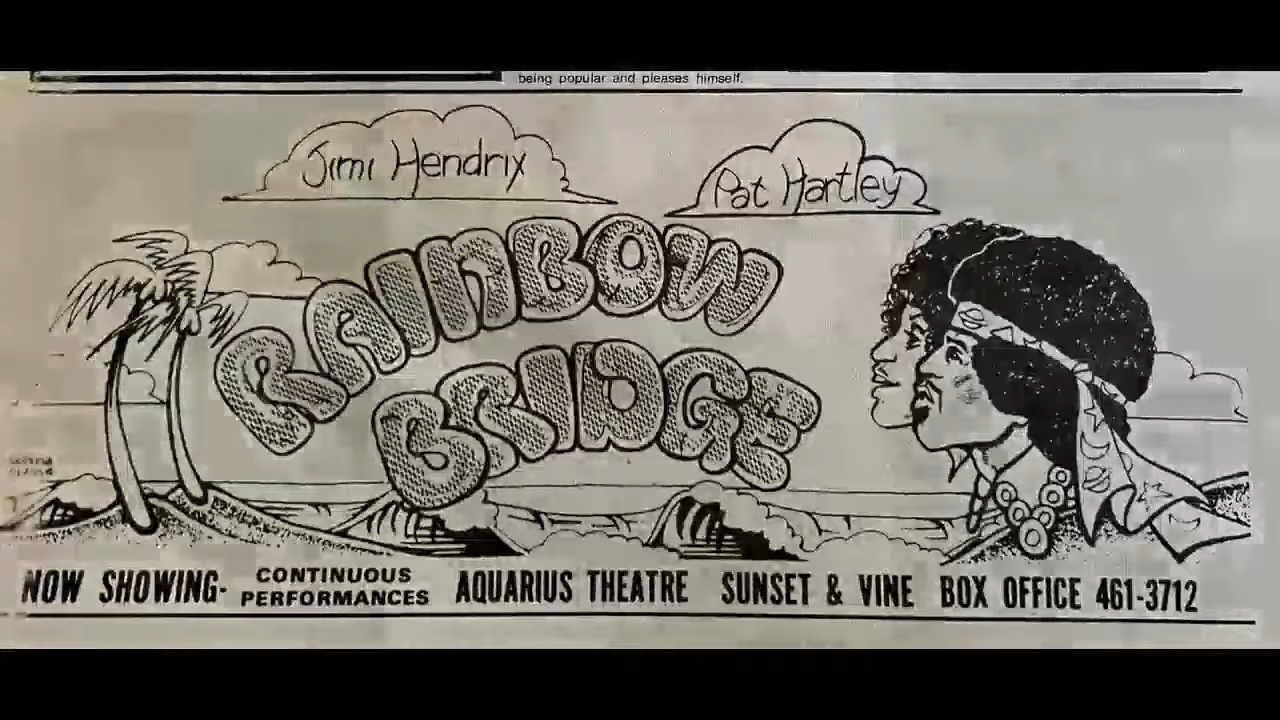 being popular and pleases himself.
Jimi Hendrix
Pat Hartley
RAINBOW
BRIDGE
NOW SHOWING- CONTINUOUS PERFORMANCES AQUARIUS THEATRE SUNSET & VINE BOX OFFICE 461-3712